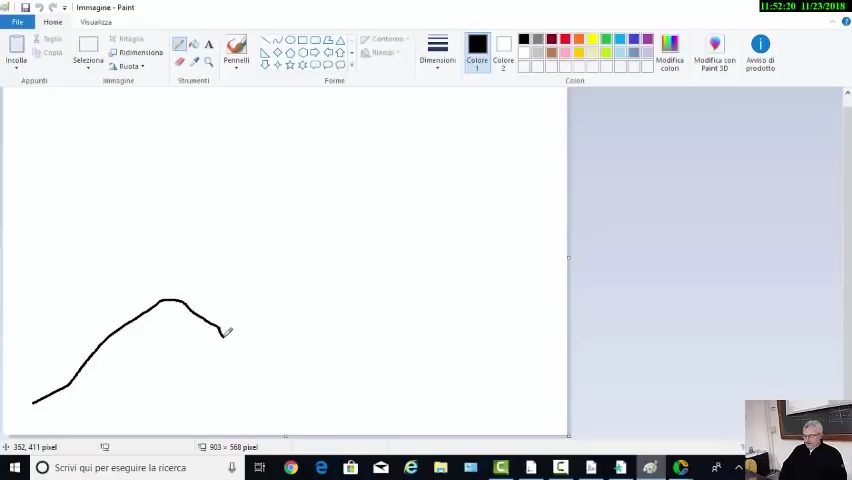 Immagine - Paint
11:52:20 11/23/2018
File Home Visualizza
Incolla
Taglia
Copia
Appunti
Seleziona
Ritaglia
Ridimensiona
Ruota
Immagine
A
Strumenti
Pennelli
Contorno
Riempi
Forme
Dimensioni
Colore 1
Colore 2
Modifica colori
Colori
Modifica con Paint 3D
Avviso di prodotto
352, 411 pixel
903 × 568 pixel
Scrivi qui per eseguire la ricerca